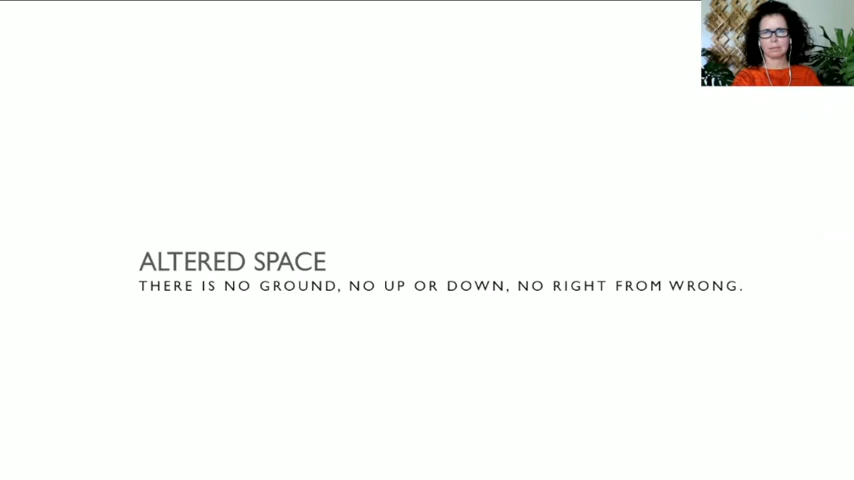 ALTERED SPACE
THERE IS NO GROUND, NO UP OR DOWN, NO RIGHT FROM WRONG.